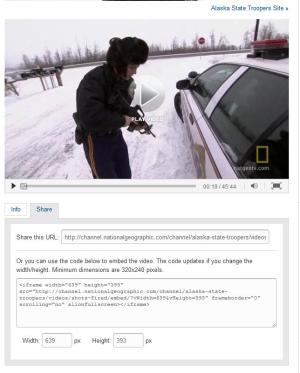 Alaska State Troopers Site »
PLAY VIDEO
natgeotv.com
00:18 / 45:44
Info
Share
Share this URL:
http://channel.nationalgeographic.com/channel/alaska-state-troopers/videos
Or you can use the code below to embed the video. The code updates if you change the
width/height. Minimum dimensions are 320x240 pixels.
<iframe width="639" height="393"
src="http://channel.nationalgeographic.com/channel/alaska-state-
troopers/videos/shots-fired/embed/?vWidth=639&vHeight=393" frameborder="0"
scrolling="no" allowfullscreen></iframe>
Width: 639 px Height: 393 px